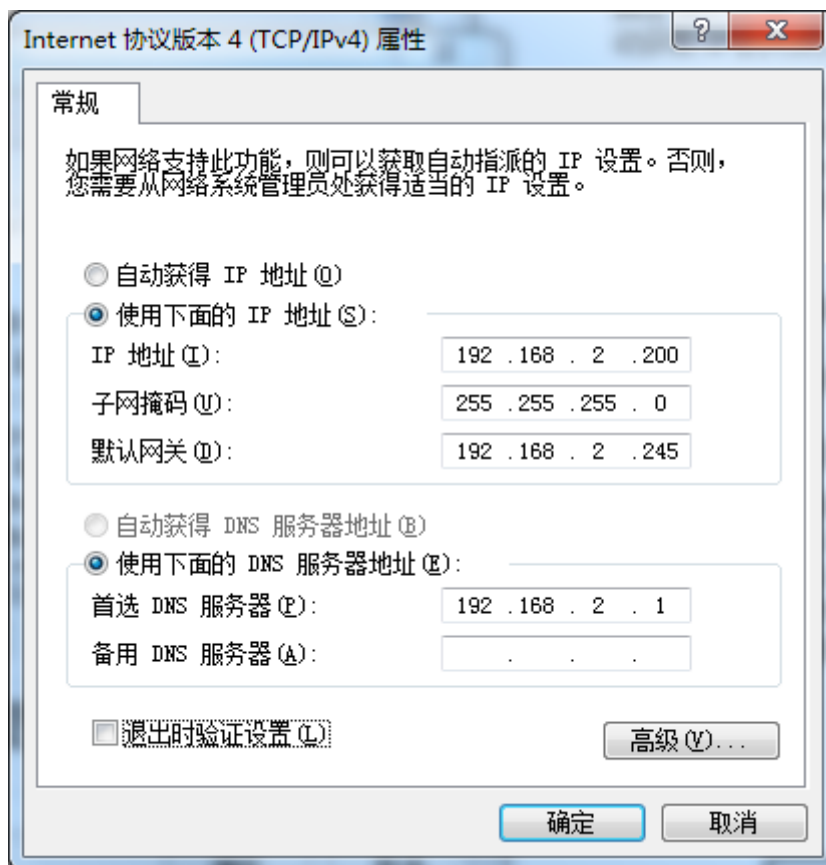 Internet 协议版本 4 (TCP/IPv4) 属性
常规
如果网络支持此功能，则可以获取自动指派的 IP 设置。否则，
您需要从网络系统管理员处获得适当的 IP 设置。
自动获得 IP 地址(O)
使用下面的 IP 地址(S):
IP 地址(I): 192 .168 . 2 .200
子网掩码(U): 255 .255 .255 . 0
默认网关(D): 192 .168 . 2 .245
自动获得 DNS 服务器地址(B)
使用下面的 DNS 服务器地址(E):
首选 DNS 服务器(P): 192 .168 . 2 . 1
备用 DNS 服务器(A): . . .
退出时验证设置(L)
高级(V)...
确定 取消